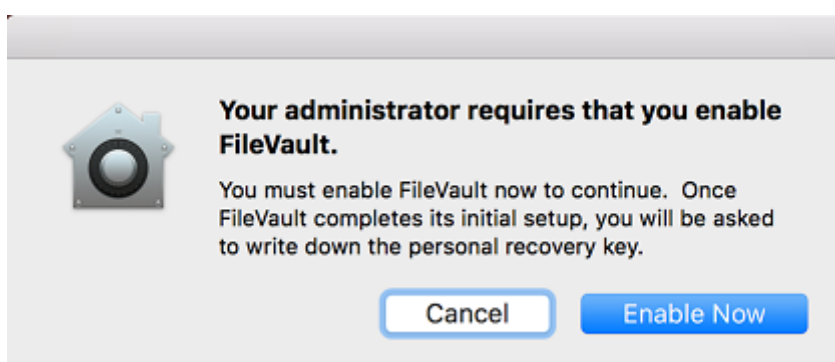 Your administrator requires that you enable
FileVault.
You must enable FileVault now to continue.  Once
FileVault completes its initial setup, you will be asked
to write down the personal recovery key.
Cancel
Enable Now